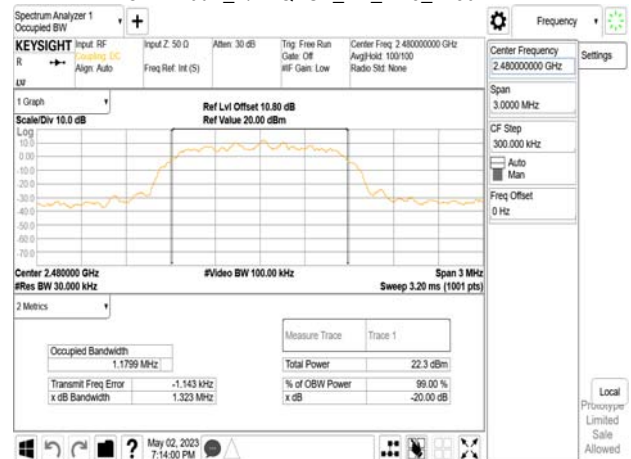 Spectrum Analyzer 1
Occupied BW
Frequency
KEYSIGHT
Input: RF
Coupling: DC
Align: Auto
Input Z: 50 Ω
Freq Ref: Int (S)
Atten: 30 dB
Trig: Free Run
Gate: Off
#IF Gain: Low
Center Freq: 2.480000000 GHz
Avg|Hold: 100/100
Radio Std: None
R
LV
Center Frequency
2.480000000 GHz
Settings
Span
3.0000 MHz
CF Step
300.000 kHz
Auto
Man
Freq Offset
0 Hz
1 Graph
Scale/Div 10.0 dB
Ref Lvl Offset 10.80 dB
Ref Value 20.00 dBm
Log
10.0
0.00
-10.0
-20.0
-30.0
-40.0
-50.0
-60.0
-70.0
Center 2.480000 GHz
#Res BW 30.000 kHz
#Video BW 100.00 kHz
Span 3 MHz
Sweep 3.20 ms (1001 pts)
2 Metrics
Measure Trace Trace 1
Occupied Bandwidth
1.1799 MHz
Total Power 22.3 dBm
Transmit Freq Error -1.143 kHz
% of OBW Power 99.00 %
x dB Bandwidth 1.323 MHz
x dB -20.00 dB
Local
Prototype
Limited
Sale
Allowed
May 02, 2023
7:14:00 PM